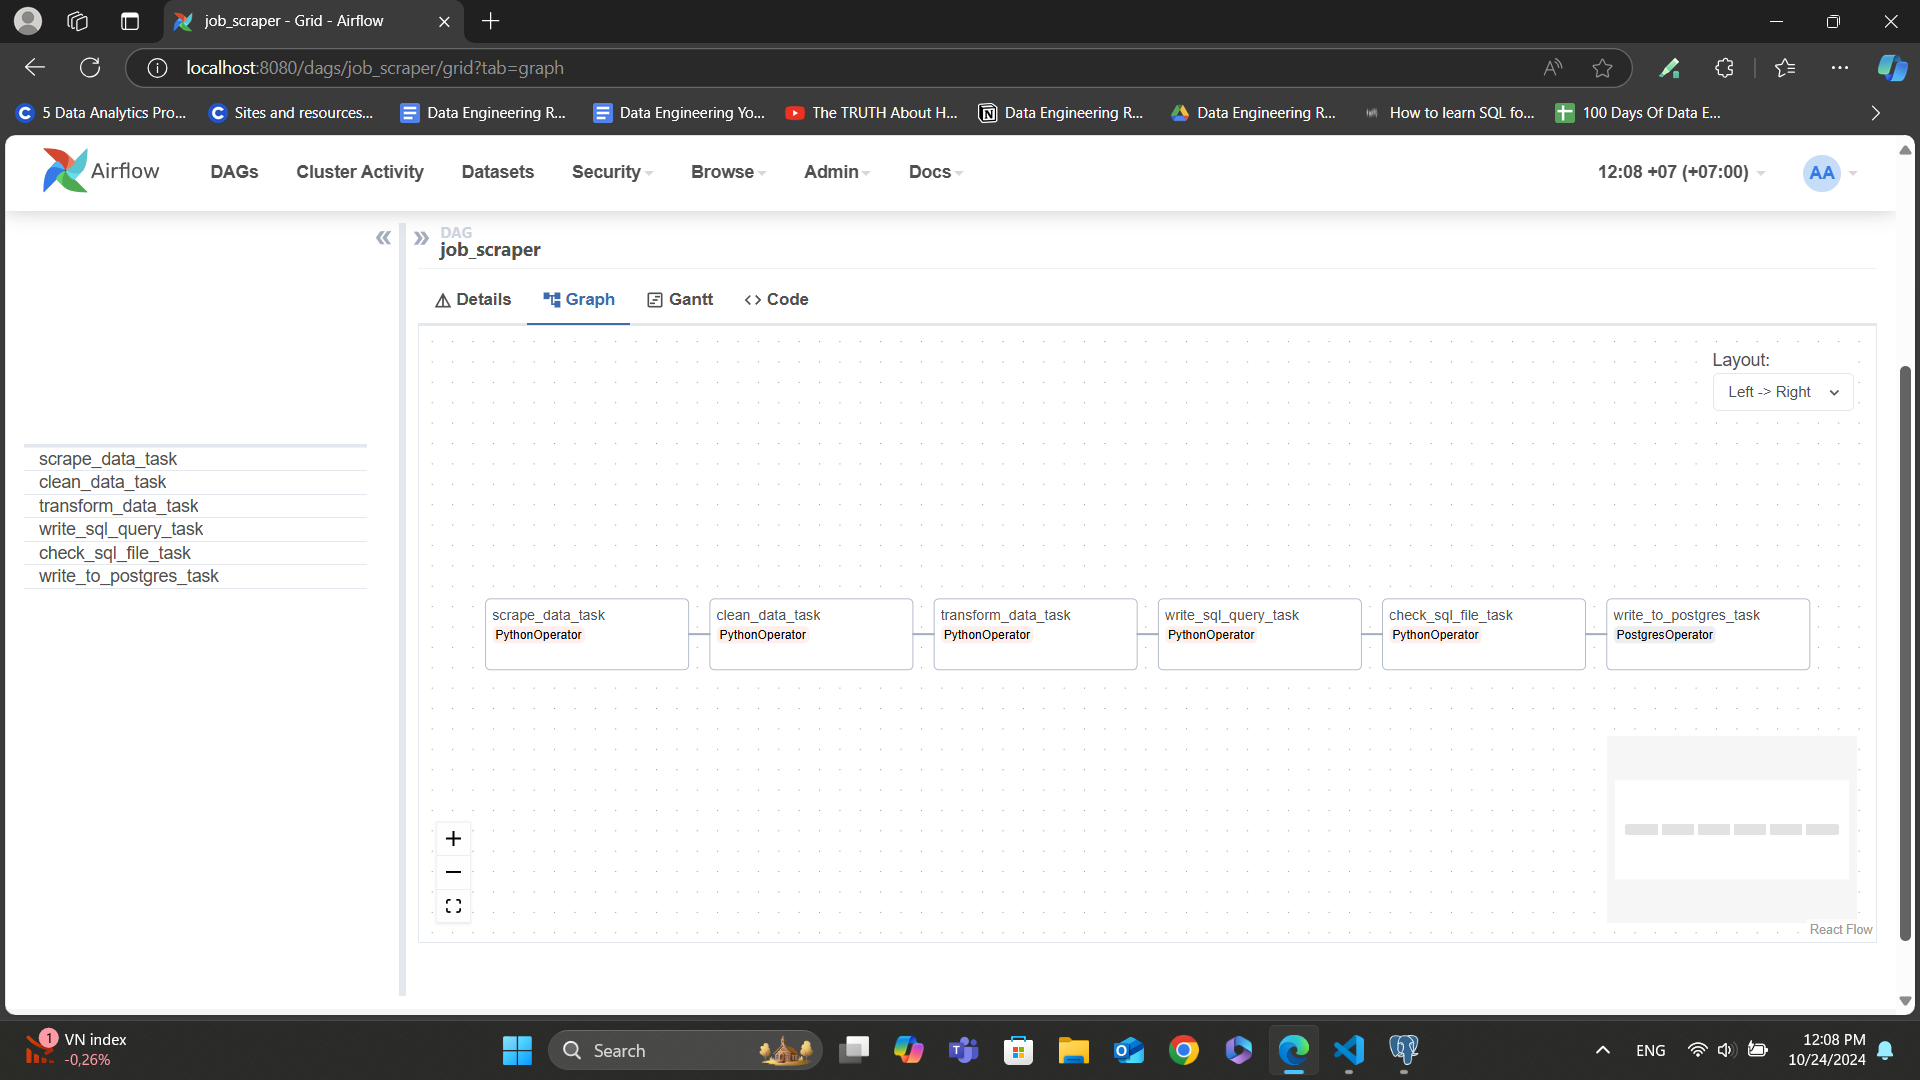 job_scraper - Grid - Airflow
localhost:8080/dags/job_scraper/grid?tab=graph
5 Data Analytics Pro...
Sites and resources...
Data Engineering R...
Data Engineering Yo...
The TRUTH About H...
Data Engineering R...
Data Engineering R...
How to learn SQL fo...
100 Days Of Data E...
Airflow
DAGs
Cluster Activity
Datasets
Security
Browse
Admin
Docs
12:08 +07 (+07:00)
AA
DAG
job_scraper
Details
Graph
Gantt
<> Code
Layout:
Left -> Right
scrape_data_task
clean_data_task
transform_data_task
write_sql_query_task
check_sql_file_task
write_to_postgres_task
scrape_data_task
PythonOperator
clean_data_task
PythonOperator
transform_data_task
PythonOperator
write_sql_query_task
PythonOperator
check_sql_file_task
PythonOperator
write_to_postgres_task
PostgresOperator
React Flow
1
VN index
-0,26%
Search
ENG
12:08 PM
10/24/2024